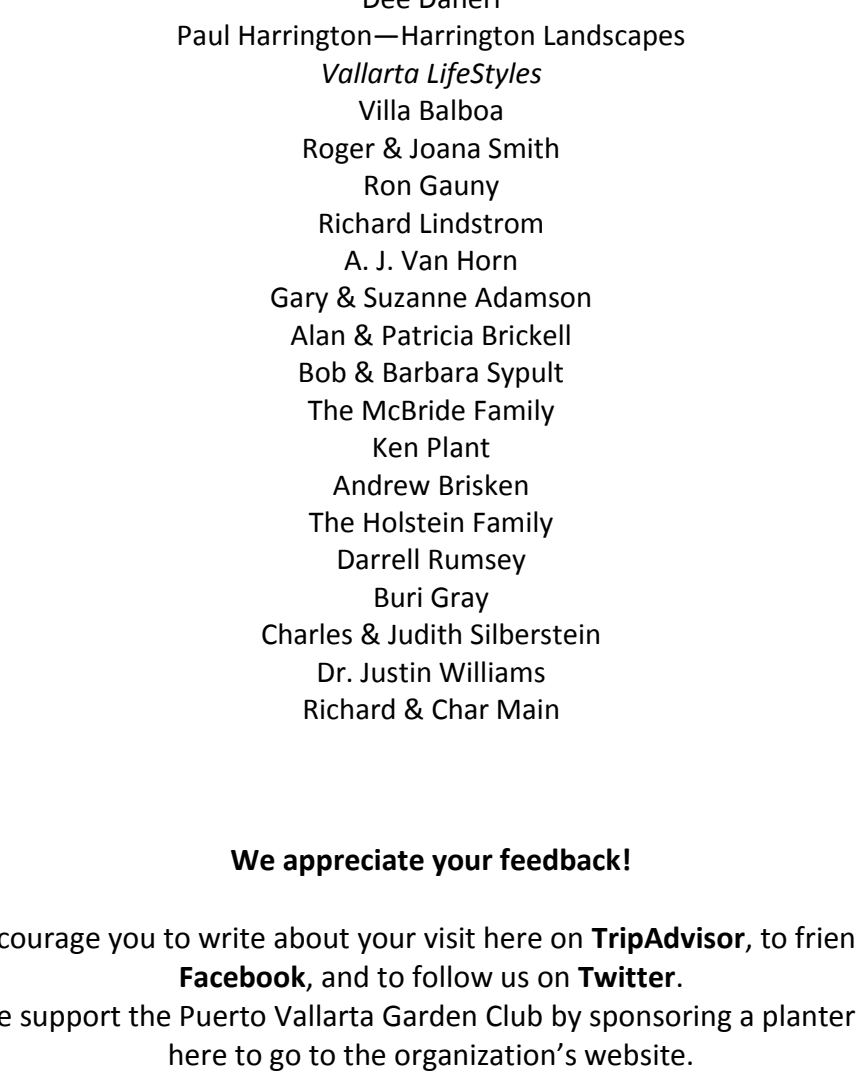 Paul Harrington—Harrington Landscapes
Vallarta LifeStyles
Villa Balboa
Roger & Joana Smith
Ron Gauny
Richard Lindstrom
A. J. Van Horn
Gary & Suzanne Adamson
Alan & Patricia Brickell
Bob & Barbara Sypult
The McBride Family
Ken Plant
Andrew Brisken
The Holstein Family
Darrell Rumsey
Buri Gray
Charles & Judith Silberstein
Dr. Justin Williams
Richard & Char Main
We appreciate your feedback!
courage you to write about your visit here on TripAdvisor, to frien
Facebook, and to follow us on Twitter.
e support the Puerto Vallarta Garden Club by sponsoring a planter
here to go to the organization’s website.